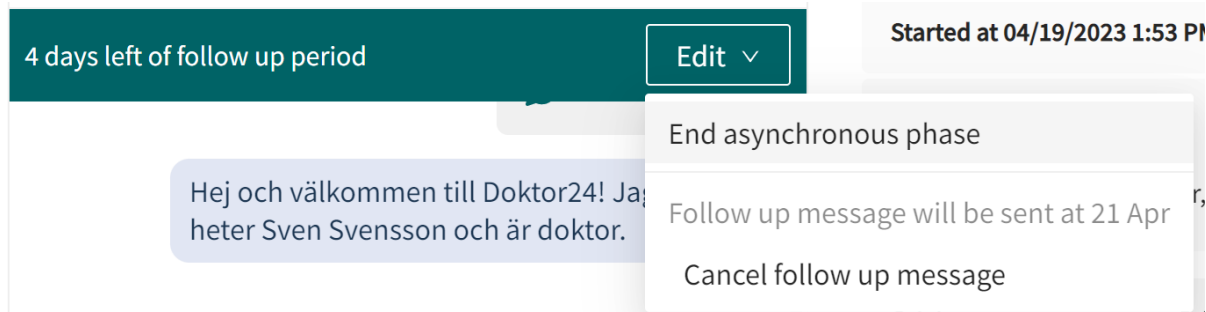 4 days left of follow up period
Edit
Started at 04/19/2023 1:53
End asynchronous phase
Hej och välkommen till Doktor24!
heter Sven Svensson och är doktor.
Follow up message will be sent at 21 Apr
Cancel follow up message